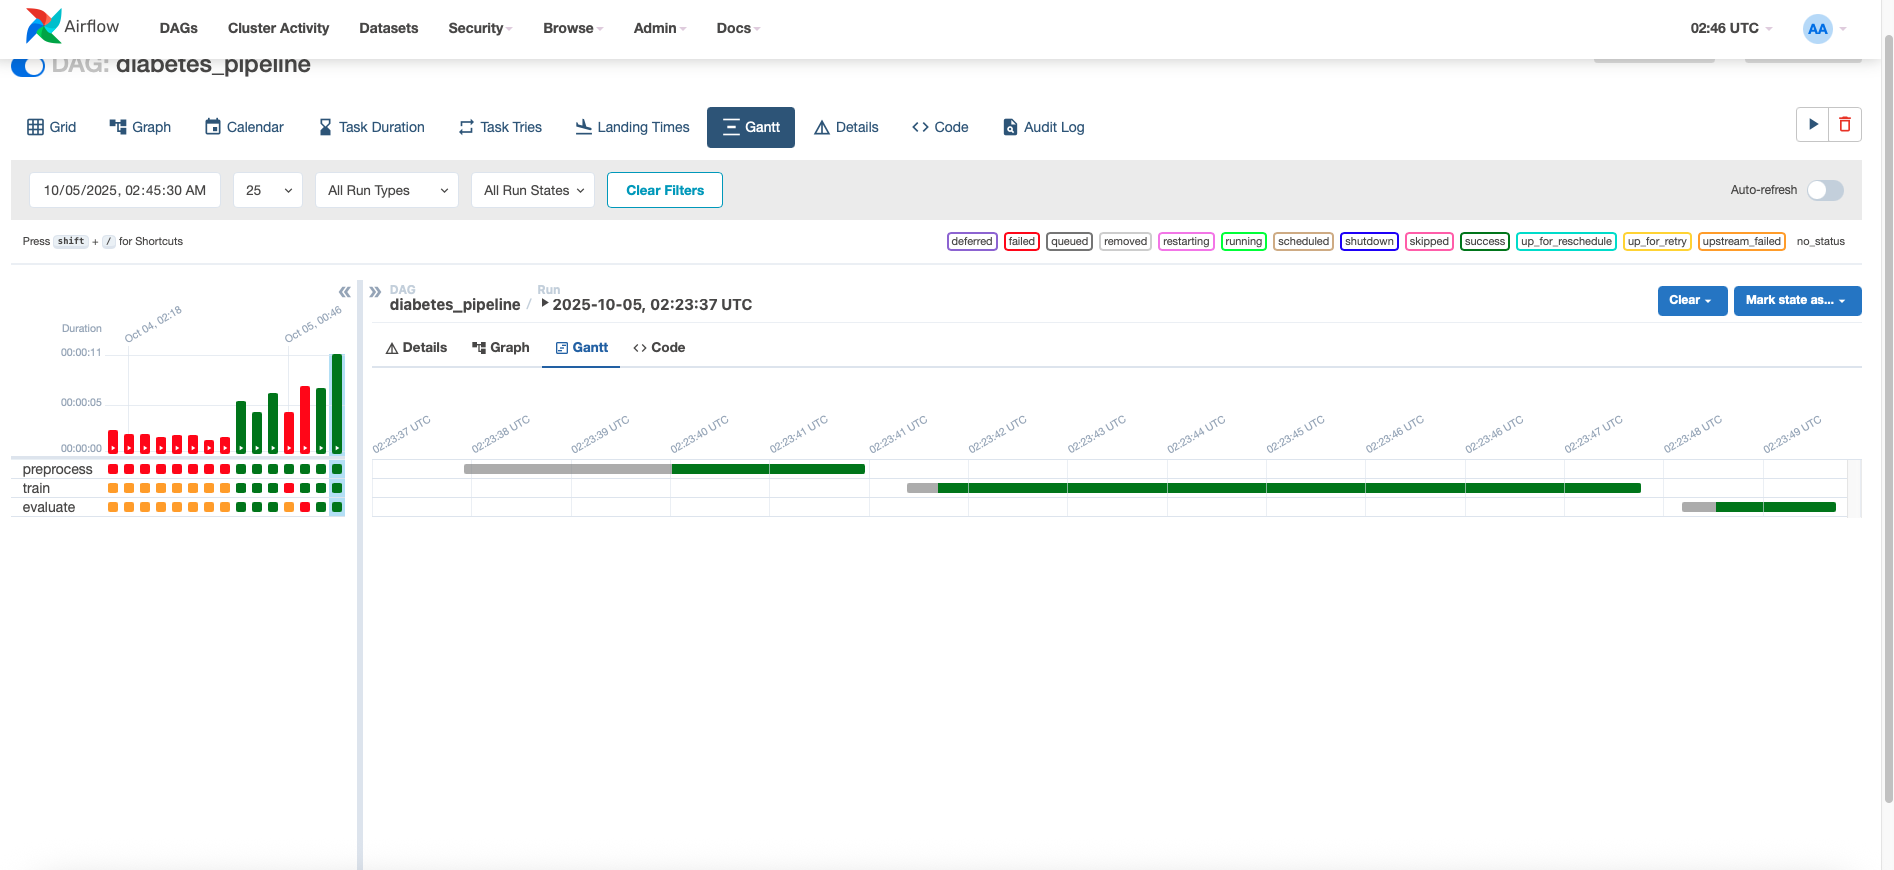 Airflow DAGs Cluster Activity Datasets Security Browse Admin Docs 02:46 UTC AA
DAG: diabetes_pipeline
Grid Graph Calendar Task Duration Task Tries Landing Times Gantt Details Code Audit Log
10/05/2025, 02:45:30 AM 25 All Run Types All Run States Clear Filters Auto-refresh
Press shift + / for Shortcuts deferred failed queued removed restarting running scheduled shutdown skipped success up_for_reschedule up_for_retry upstream_failed no_status
DAG Run
diabetes_pipeline / 2025-10-05, 02:23:37 UTC Clear Mark state as...
Oct 04, 02:18 Oct 05, 00:46
Duration
00:00:11
00:00:05
00:00:00
Details Graph Gantt Code
02:23:37 UTC 02:23:38 UTC 02:23:39 UTC 02:23:40 UTC 02:23:41 UTC 02:23:41 UTC 02:23:42 UTC 02:23:43 UTC 02:23:44 UTC 02:23:45 UTC 02:23:46 UTC 02:23:46 UTC 02:23:47 UTC 02:23:48 UTC 02:23:49 UTC
preprocess
train
evaluate